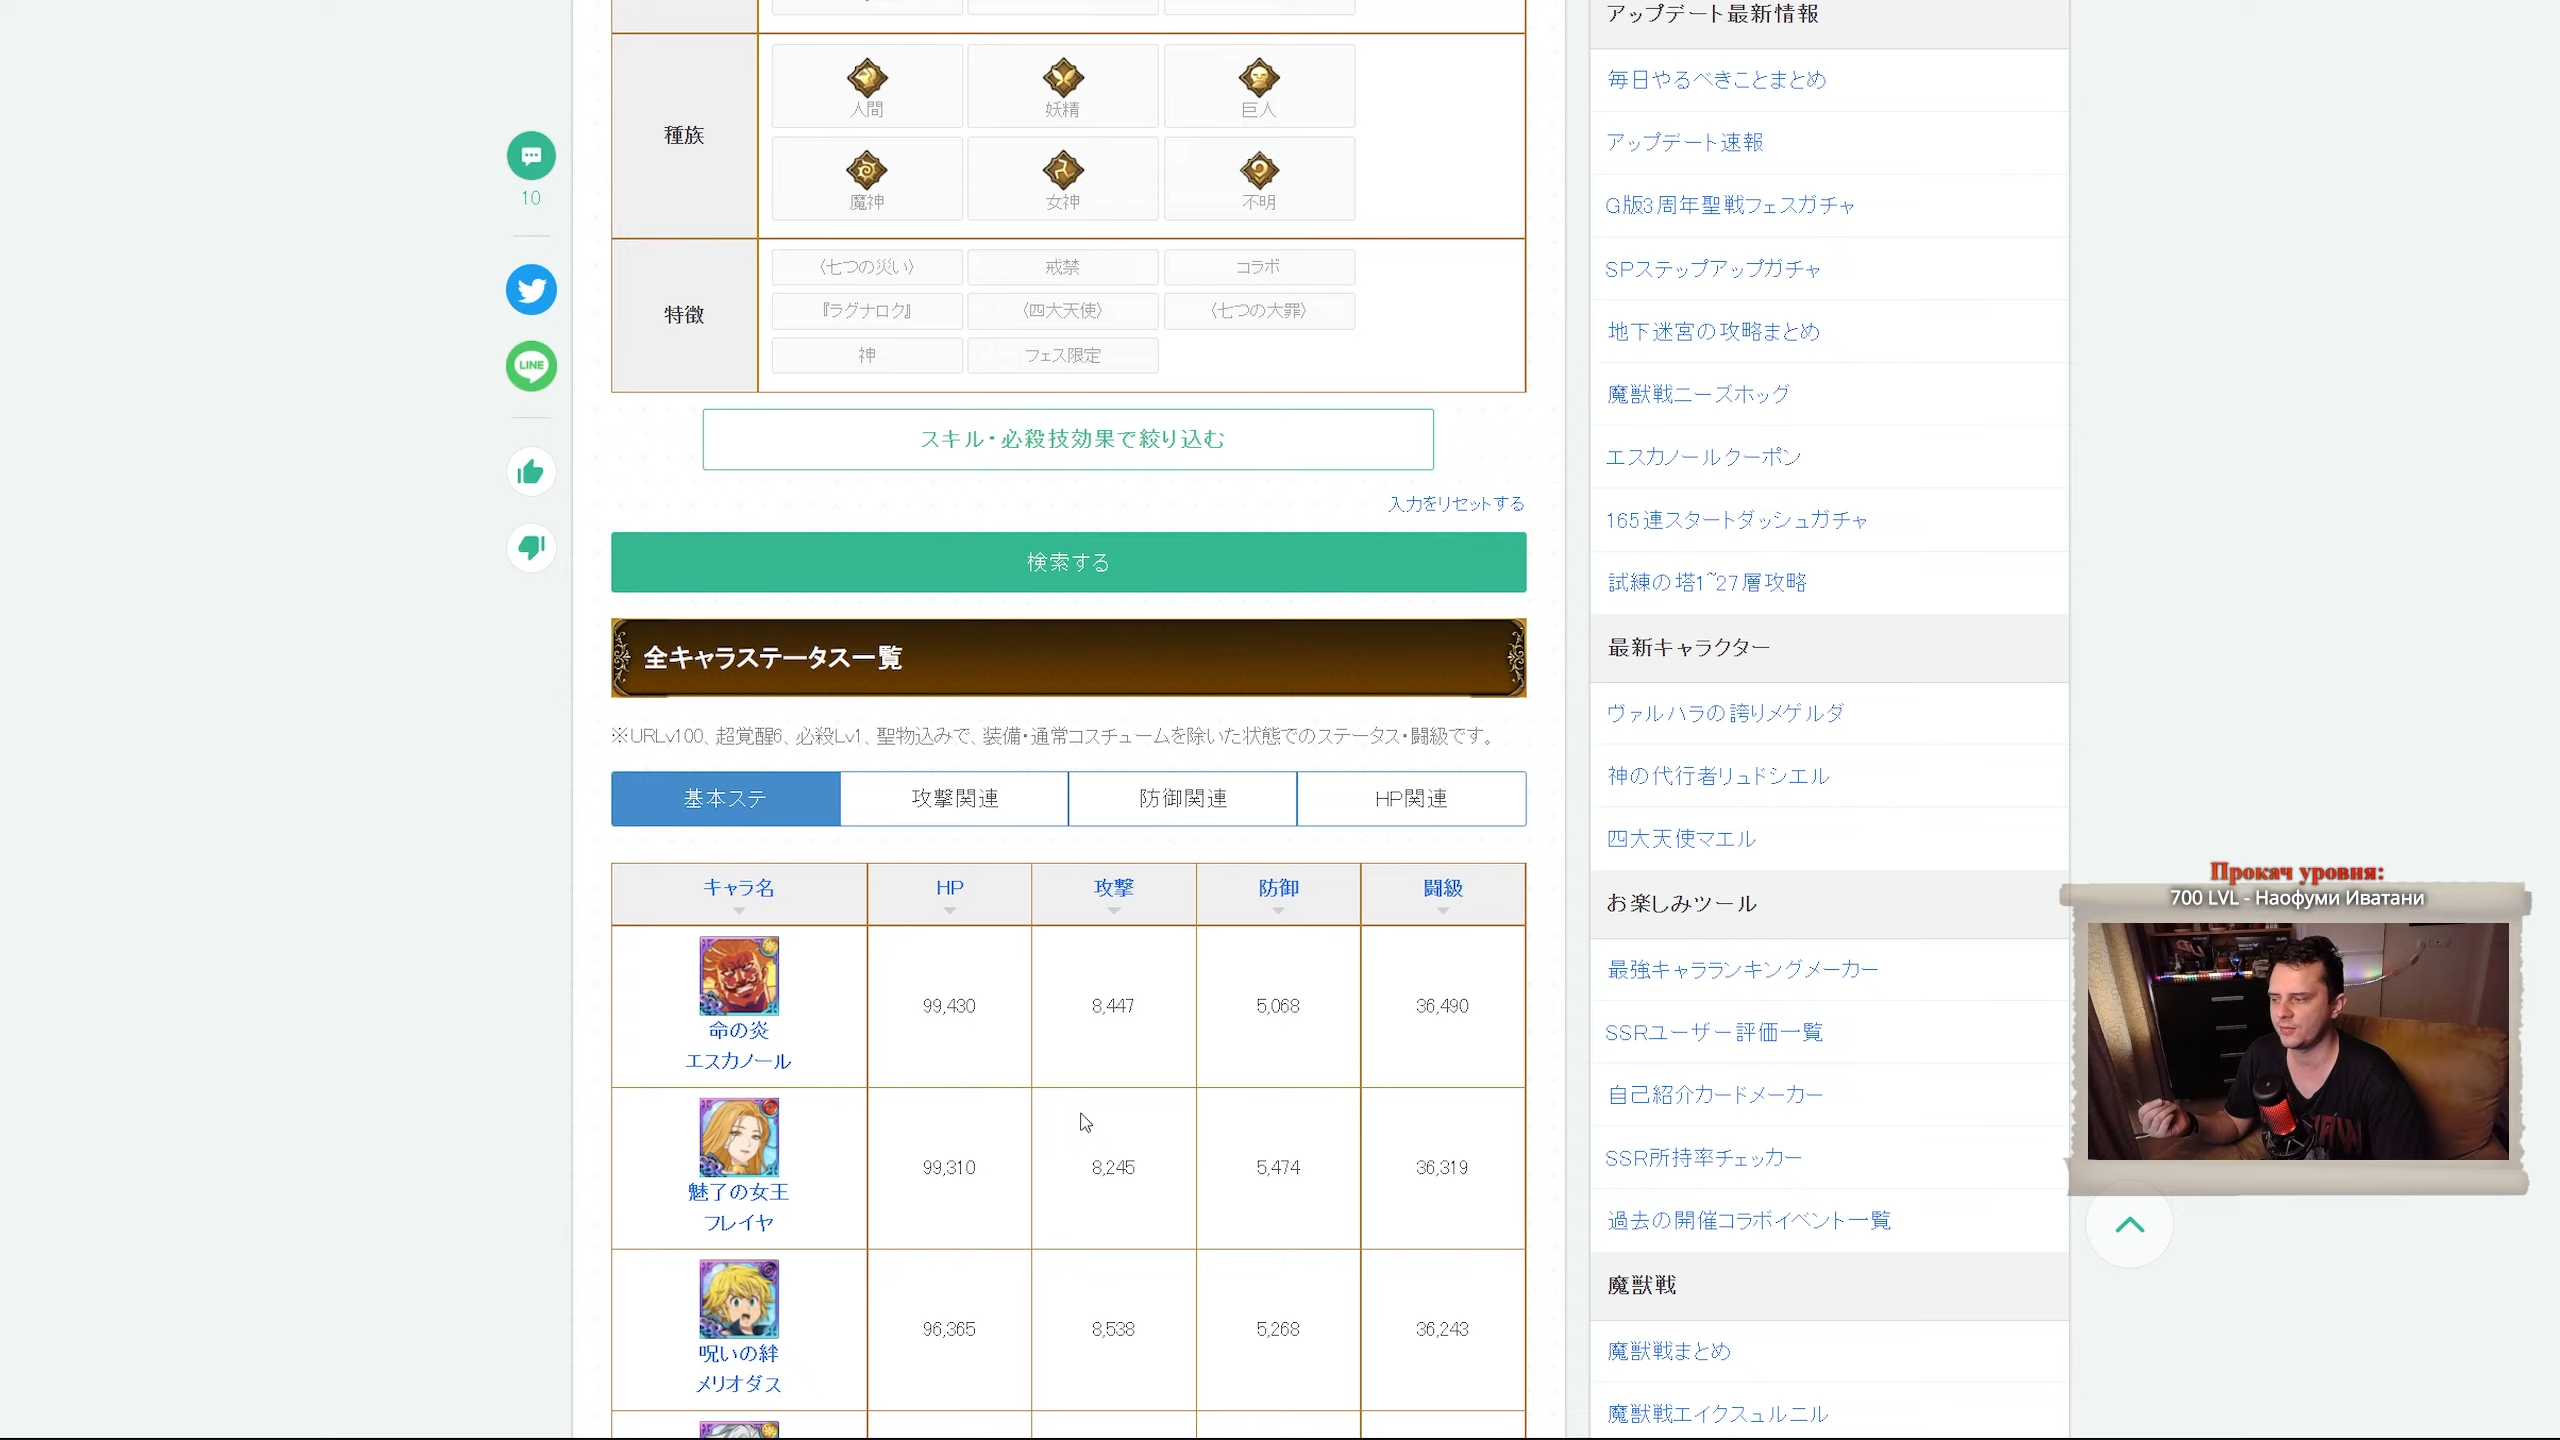 10
LINE
種族
人間
妖精
巨人
魔神
女神
不明
特徴
〈七つの災い〉
戒禁
コラボ
『ラグナロク』
〈四大天使〉
〈七つの大罪〉
神
フェス限定
スキル・必殺技効果で絞り込む
入力をリセットする
検索する
全キャラステータス一覧
※URLv100、超覚醒6、必殺Lv1、聖物込みで、装備・通常コスチュームを除いた状態でのステータス・闘級です。
基本ステ
攻撃関連
防御関連
HP関連
キャラ名
HP
攻撃
防御
闘級
命の炎
エスカノール
99,430
8,447
5,068
36,490
魅了の女王
フレイヤ
99,310
8,245
5,474
36,319
呪いの絆
メリオダス
96,365
8,538
5,268
36,243
アップデート最新情報
毎日やるべきことまとめ
アップデート速報
G版3周年聖戦フェスガチャ
SPステップアップガチャ
地下迷宮の攻略まとめ
魔獣戦ニーズホッグ
エスカノールクーポン
165連スタートダッシュガチャ
試練の塔1~27層攻略
最新キャラクター
ヴァルハラの誇りメゲルダ
神の代行者リュドシエル
四大天使マエル
お楽しみツール
最強キャラランキングメーカー
SSRユーザー評価一覧
自己紹介カードメーカー
SSR所持率チェッカー
過去の開催コラボイベント一覧
魔獣戦
魔獣戦まとめ
魔獣戦エイクスュルニル
Прокач уровня:
700 LVL - Наофуми Иватани